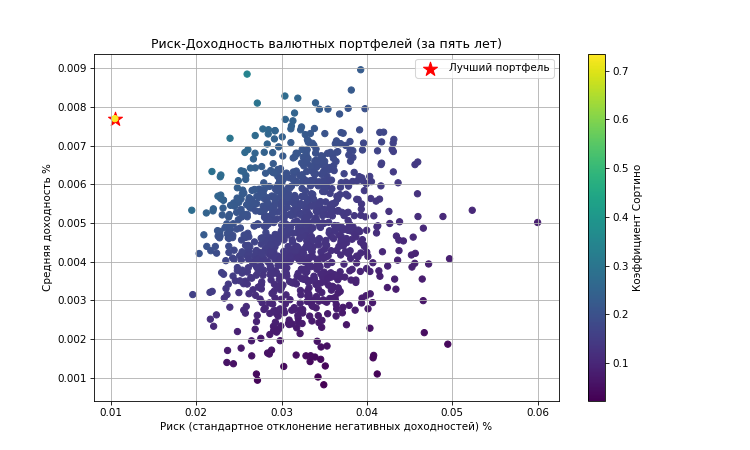 Риск-Доходность валютных портфелей (за пять лет)
Лучший портфель
0.009
0.008
0.007
0.006
0.005
0.004
0.003
0.002
0.001
Средняя доходность %
0.01 0.02 0.03 0.04 0.05 0.06
Риск (стандартное отклонение негативных доходностей) %
0.7
0.6
0.5
0.4
0.3
0.2
0.1
Коэффициент Сортино